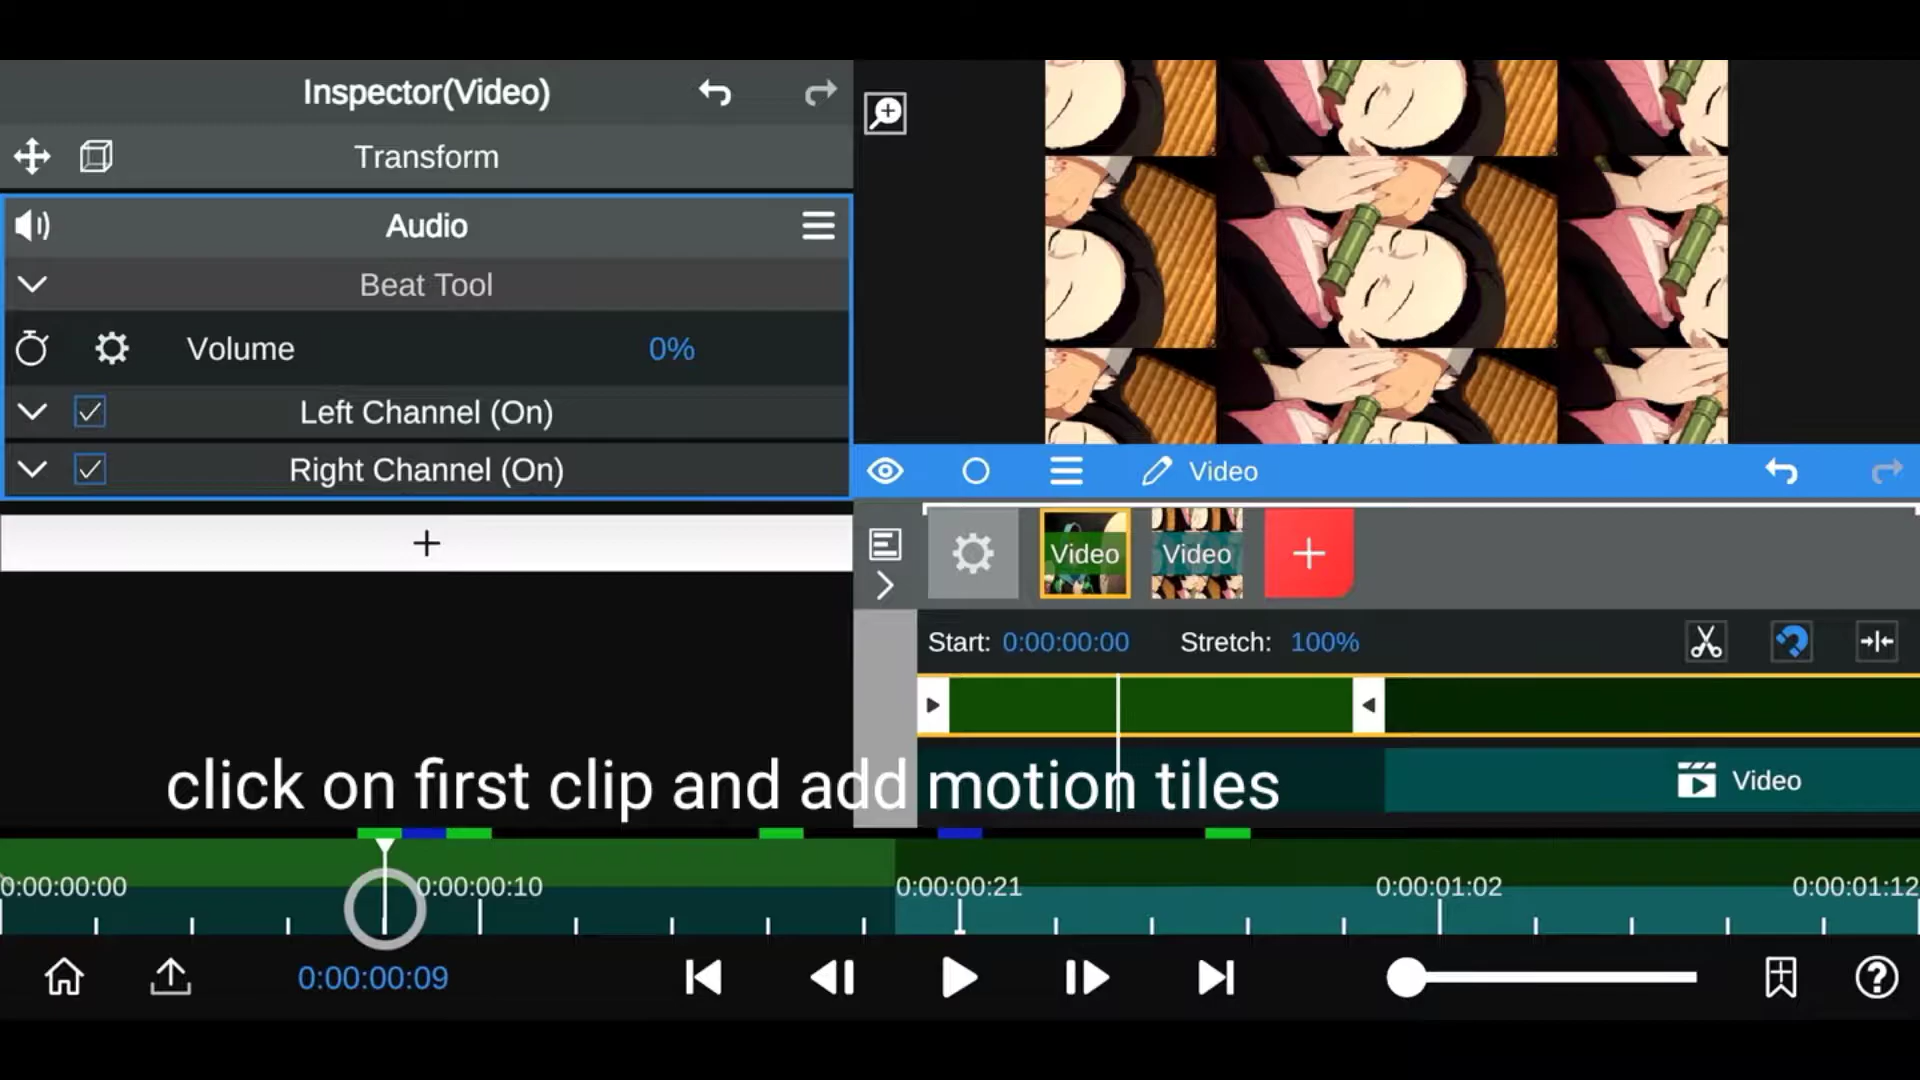 Inspector(Video)
Transform
Audio
Beat Tool
Volume 0%
Left Channel (On)
Right Channel (On)
+
Video
Video
Video
+
Start: 0:00:00:00 Stretch: 100%
Video
click on first clip and add motion tiles
0:00:00:00
0:00:00:10
0:00:00:21
0:00:01:02
0:00:01:12
0:00:00:09